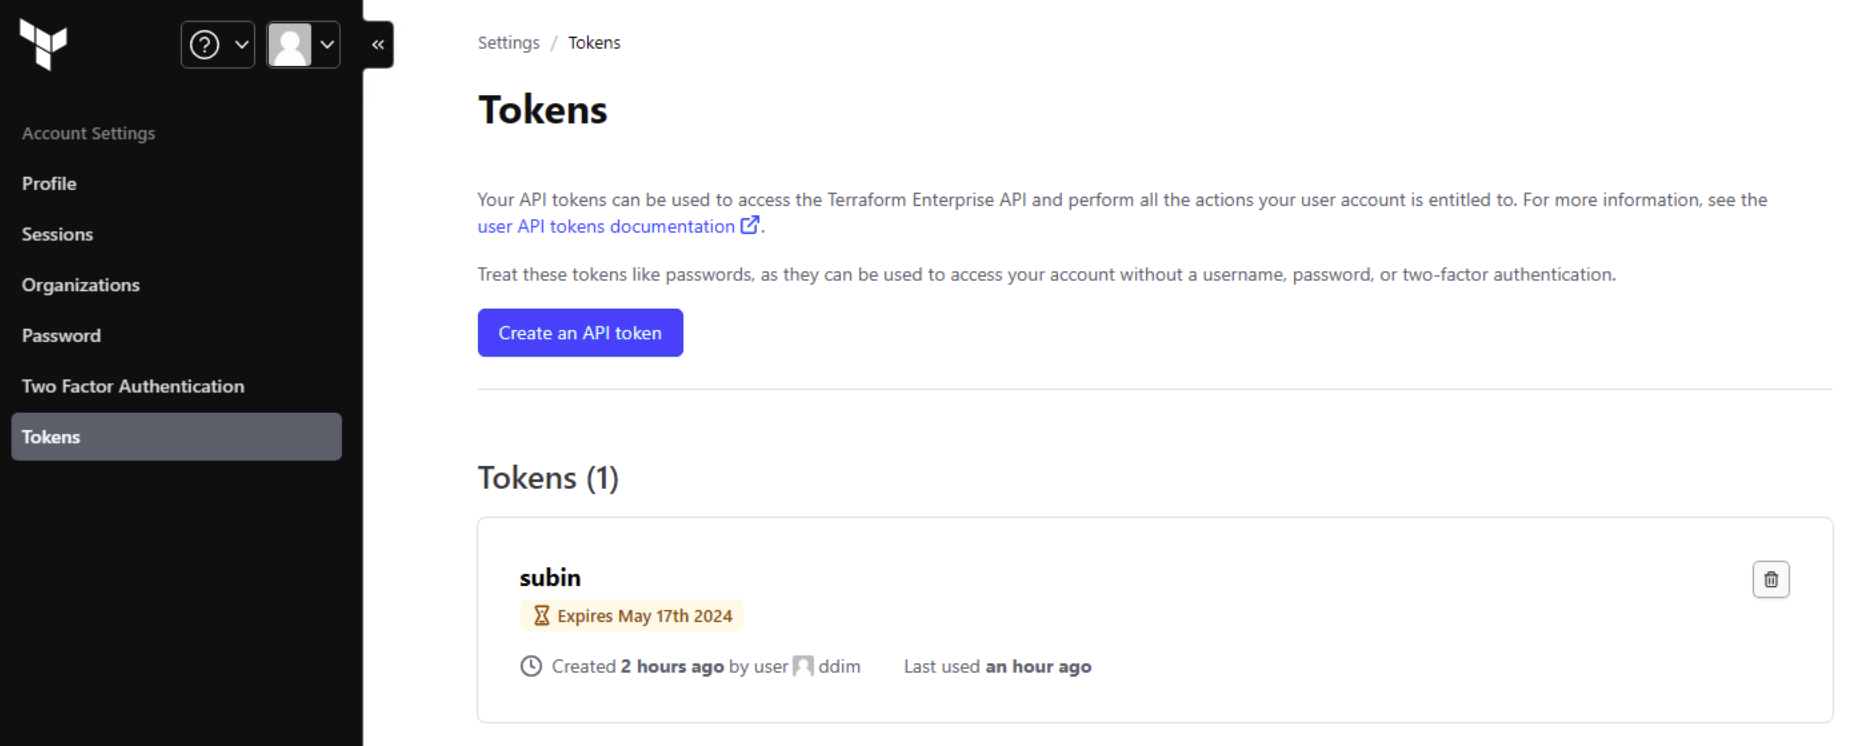 Account Settings
Profile
Sessions
Organizations
Password
Two Factor Authentication
Tokens
Settings / Tokens
Tokens
Your API tokens can be used to access the Terraform Enterprise API and perform all the actions your user account is entitled to. For more information, see the
user API tokens documentation.
Treat these tokens like passwords, as they can be used to access your account without a username, password, or two-factor authentication.
Create an API token
Tokens (1)
subin
Expires May 17th 2024
Created 2 hours ago by user ddim Last used an hour ago